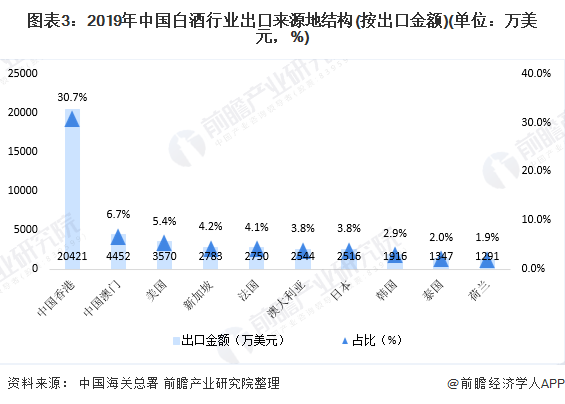 图表3：2019年中国白酒行业出口来源地结构(按出口金额)(单位：万美
元，%)
25000
20000
15000
10000
5000
0
40.0%
30.0%
20.0%
10.0%
0.0%
30.7%
6.7%
5.4%
4.2%
4.1%
3.8%
3.8%
2.9%
2.0%
1.9%
20421
4452
3570
2783
2750
2544
2516
1916
1347
1291
中国香港
中国澳门
美国
新加坡
法国
澳大利亚
日本
韩国
泰国
荷兰
出口金额（万美元）
占比（%）
资料来源： 中国海关总署 前瞻产业研究院整理
@前瞻经济学人APP
前瞻产业研究院